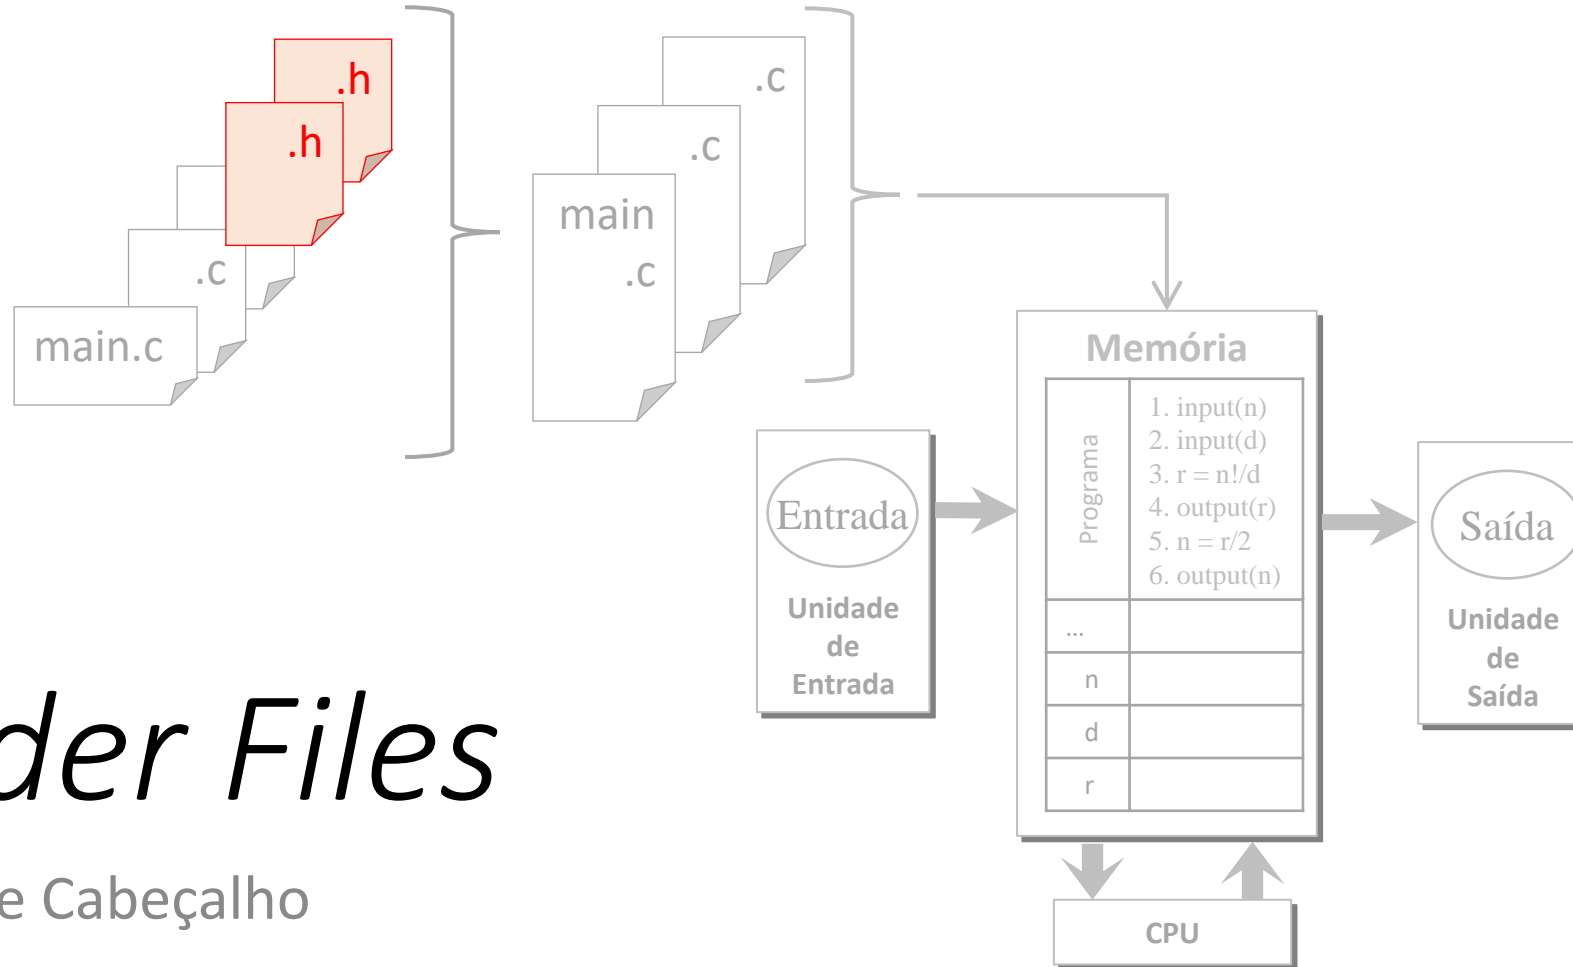 .h
.h
.c
main.c
.c
.c
main
.c
Memória
Programa
1. input(n)
2. input(d)
3. r = n!/d
4. output(r)
5. n = r/2
6. output(n)
...
n
d
r
Entrada
Unidade
de
Entrada
Saída
Unidade
de
Saída
CPU
der Files
e Cabeçalho